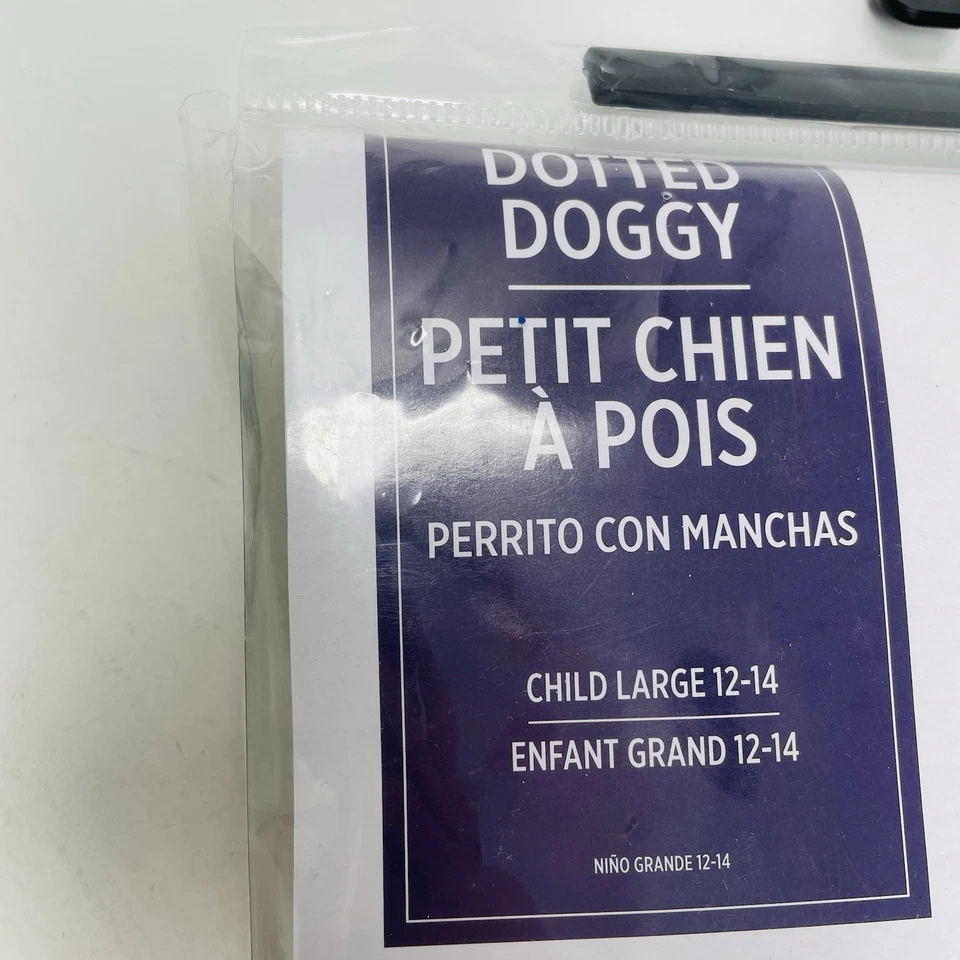 DOTTED
DOGGY
PETIT CHIEN
À POIS
PERRITO CON MANCHAS
CHILD LARGE 12-14
ENFANT GRAND 12-14
NIÑO GRANDE 12-14